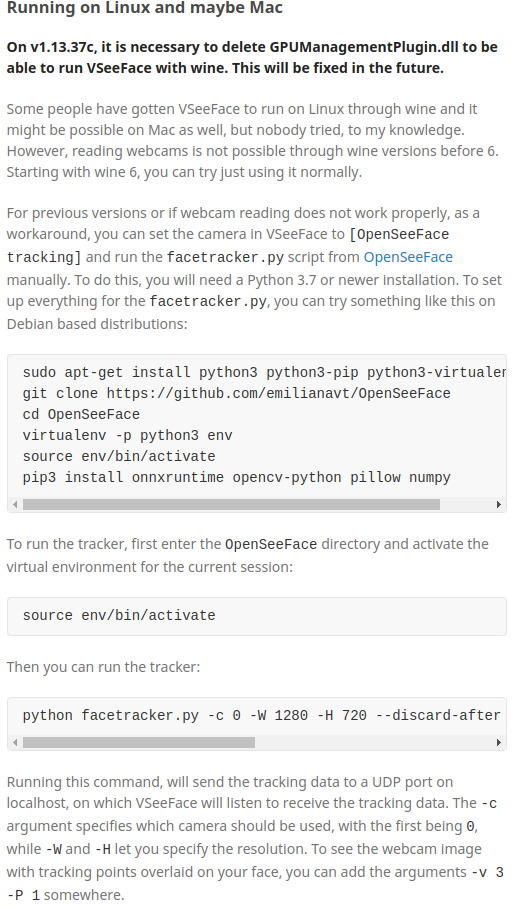 Running on Linux and maybe Mac
On v1.13.37c, it is necessary to delete GPUManagementPlugin.dll to be
able to run VSeeFace with wine. This will be fixed in the future.
Some people have gotten VSeeFace to run on Linux through wine and it
might be possible on Mac as well, but nobody tried, to my knowledge.
However, reading webcams is not possible through wine versions before 6.
Starting with wine 6, you can try just using it normally.
For previous versions or if webcam reading does not work properly, as a
workaround, you can set the camera in VSeeFace to [OpenSeeFace
tracking] and run the facetracker.py script from OpenSeeFace
manually. To do this, you will need a Python 3.7 or newer installation. To set
up everything for the facetracker.py, you can try something like this on
Debian based distributions:
sudo apt-get install python3 python3-pip python3-virtualen
git clone https://github.com/emilianavt/OpenSeeFace
cd OpenSeeFace
virtualenv -p python3 env
source env/bin/activate
pip3 install onnxruntime opencv-python pillow numpy
To run the tracker, first enter the OpenSeeFace directory and activate the
virtual environment for the current session:
source env/bin/activate
Then you can run the tracker:
python facetracker.py -c 0 -W 1280 -H 720 --discard-after
Running this command, will send the tracking data to a UDP port on
localhost, on which VSeeFace will listen to receive the tracking data. The -c
argument specifies which camera should be used, with the first being 0,
while -W and -H let you specify the resolution. To see the webcam image
with tracking points overlaid on your face, you can add the arguments -v 3
-P 1 somewhere.